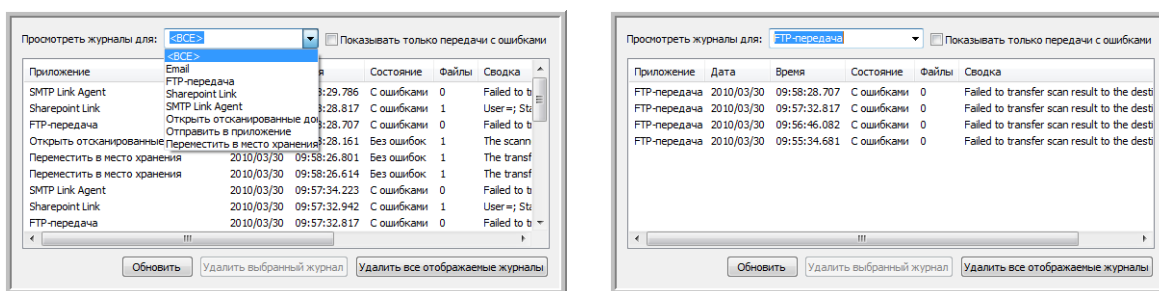 Просмотреть журналы для: <ВСЕ> Показывать только передачи с ошибками
<ВСЕ>
Email
FTP-передача
Sharepoint Link
SMTP Link Agent
Открыть отсканированные
Отправить в приложение
Переместить в место хранения
Приложение Состояние Файлы Сводка
SMTP Link Agent 3:29.786 С ошибками 0 Failed to
Sharepoint Link 3:28.817 С ошибками 1 User=; Sta
FTP-передача 3:28.707 С ошибками 0 Failed to
Открыть отсканированные 3:28.161 Без ошибок 1 The scann
Переместить в место хранения 2010/03/30 09:58:26.801 Без ошибок 1 The transf
Переместить в место хранения 2010/03/30 09:58:26.614 Без ошибок 1 The transf
SMTP Link Agent 2010/03/30 09:57:34.223 С ошибками 0 Failed to
Sharepoint Link 2010/03/30 09:57:32.942 С ошибками 1 User=; Sta
FTP-передача 2010/03/30 09:57:32.817 С ошибками 0 Failed to
Обновить Удалить выбранный журнал Удалить все отображаемые журналы
Просмотреть журналы для: FTP-передача Показывать только передачи с ошибками
Приложение Дата Время Состояние Файлы Сводка
FTP-передача 2010/03/30 09:58:28.707 С ошибками 0 Failed to transfer scan result to the desti
FTP-передача 2010/03/30 09:57:32.817 С ошибками 0 Failed to transfer scan result to the desti
FTP-передача 2010/03/30 09:56:46.082 С ошибками 0 Failed to transfer scan result to the desti
FTP-передача 2010/03/30 09:55:34.681 С ошибками 0 Failed to transfer scan result to the desti
Обновить Удалить выбранный журнал Удалить все отображаемые журналы